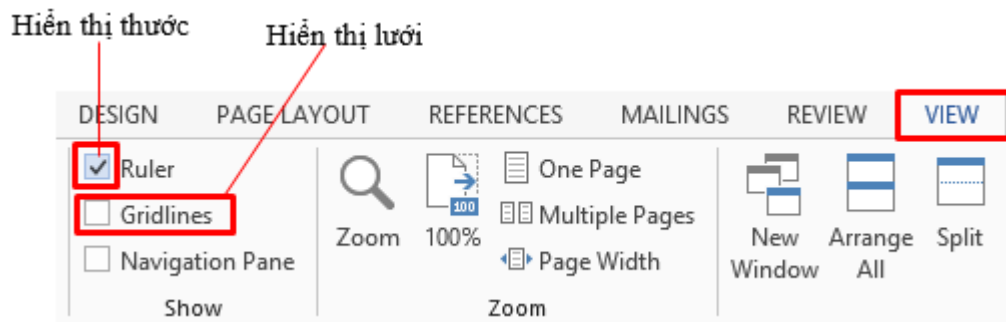 Hiển thị thước
Hiển thị lưới
DESIGN PAGE LAYOUT REFERENCES MAILINGS REVIEW VIEW
Ruler
Gridlines
Navigation Pane
Show
Zoom
100
100%
One Page
Multiple Pages
Page Width
Zoom
New Window
Arrange All
Split